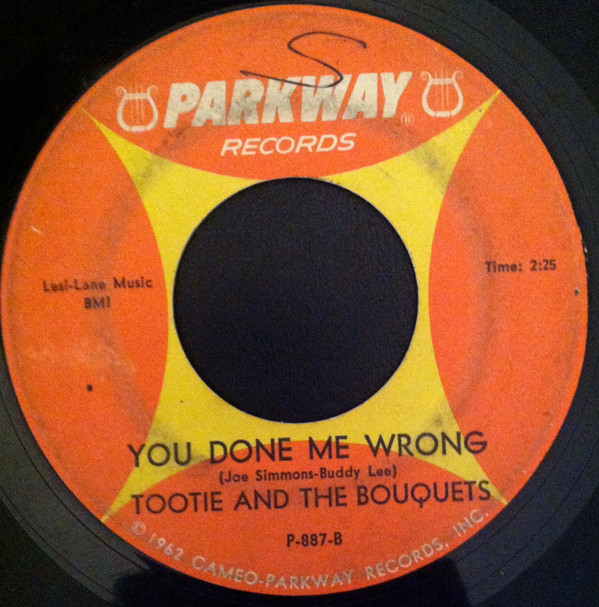 S
PARKWAY®
RECORDS
Lesi-Lane Music
BMI
Time: 2:25
YOU DONE ME WRONG
(Joe Simmons-Buddy Lee)
TOOTIE AND THE BOUQUETS
P-887-B
© 1962 CAMEO-PARKWAY RECORDS, INC.